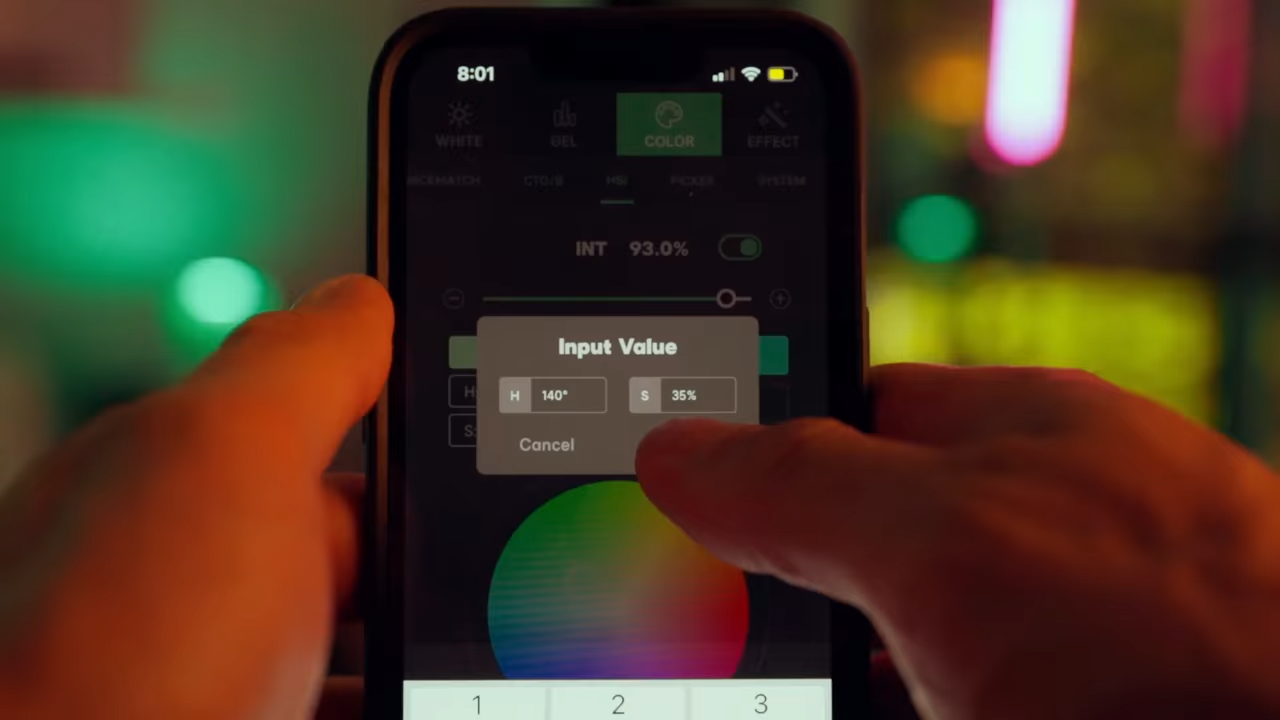 8:01
WHITE GEL COLOR EFFECT
CTO/S HSI PICKER SYSTEM
INT 93.0%
Input Value
H 140° S 35%
Cancel
1 2 3